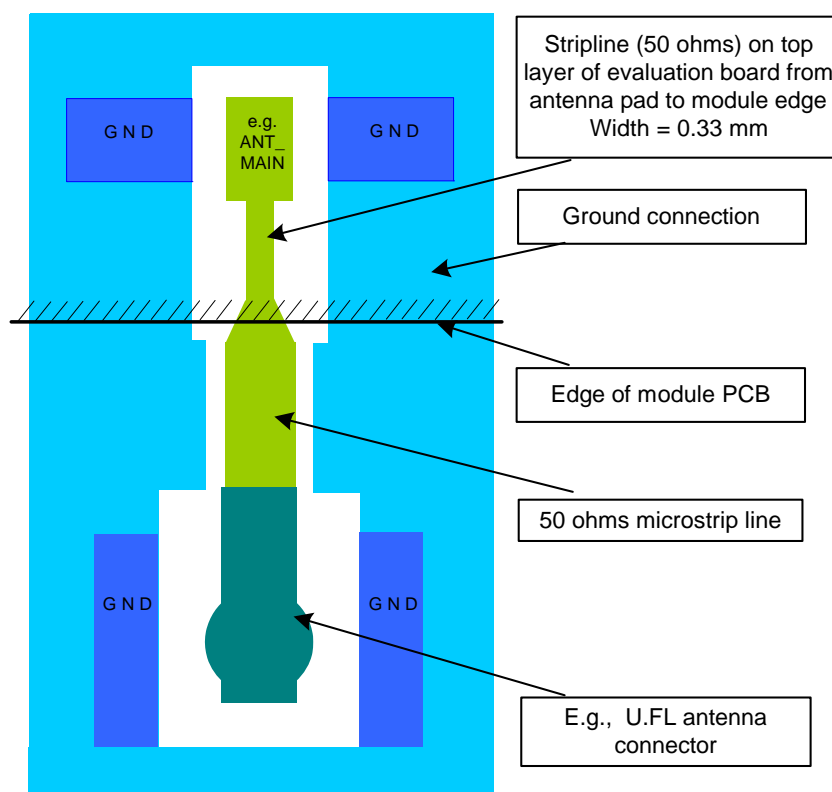 Stripline (50 ohms) on top
layer of evaluation board from
antenna pad to module edge
Width = 0.33 mm
G N D
e.g.
ANT_
MAIN
G N D
Ground connection
Edge of module PCB
50 ohms microstrip line
G N D
G N D
E.g., U.FL antenna
connector